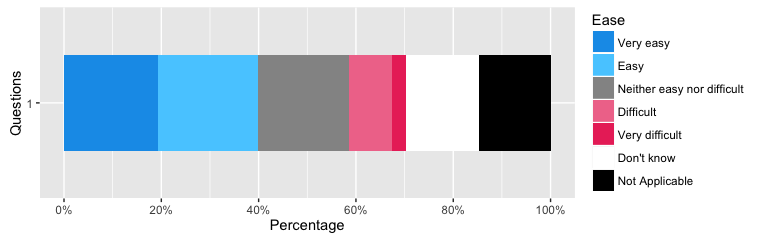 Questions
1
0%
20%
40%
60%
80%
100%
Percentage
Ease
Very easy
Easy
Neither easy nor difficult
Difficult
Very difficult
Don't know
Not Applicable